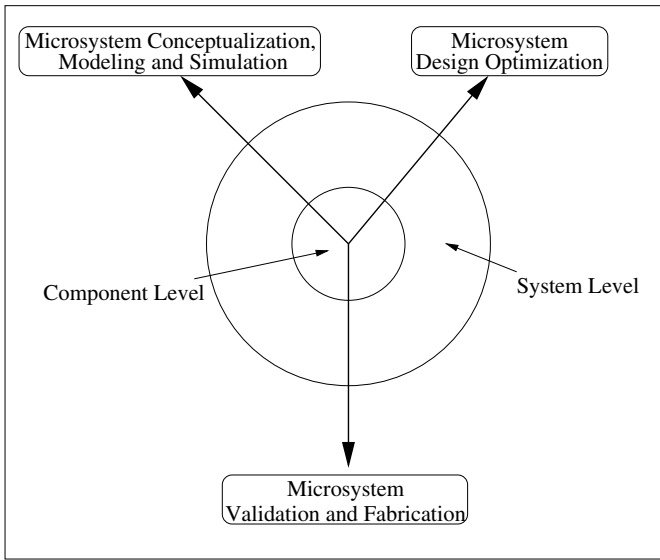 Microsystem Conceptualization,
Modeling and Simulation
Microsystem
Design Optimization
Component Level
System Level
Microsystem
Validation and Fabrication